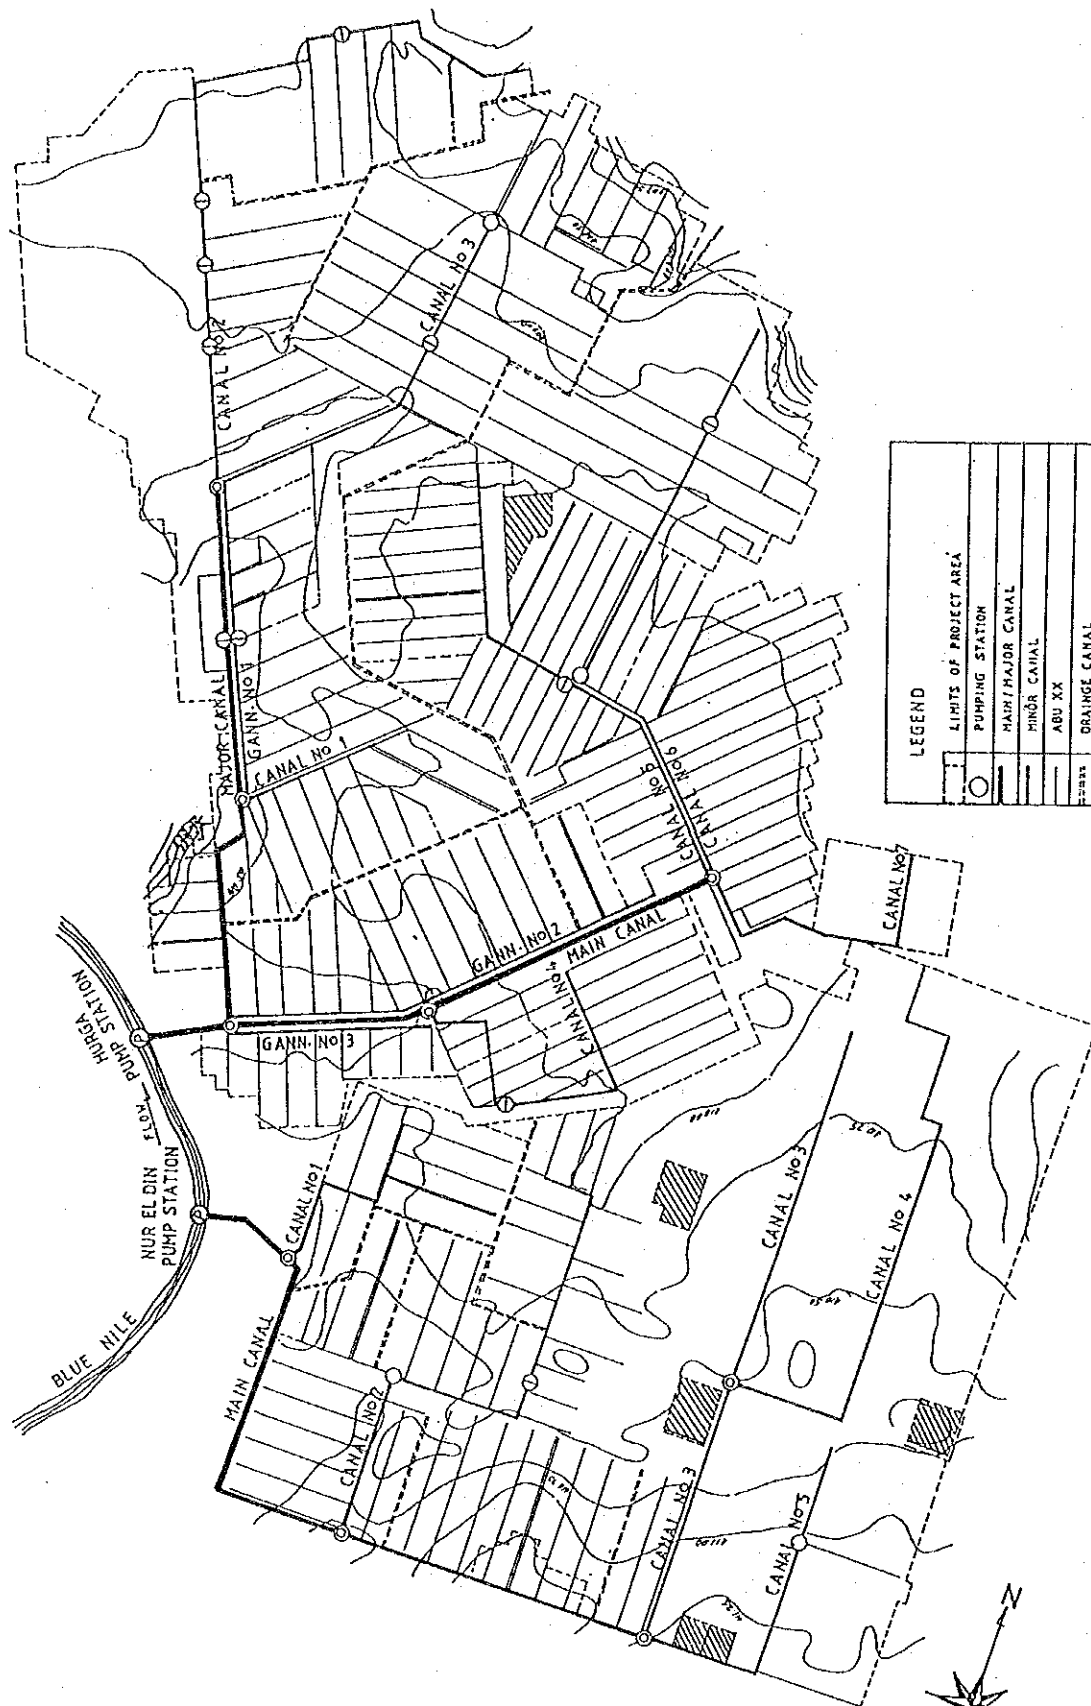 CANAL No 2
CANAL No 3
MAJOR CANAL
GANN. No 1
CANAL No 1
HURGA
PUMP STATION
FLOW
NUR EL DIN
PUMP STATION
BLUE NILE
GANN. No 3
GANN. No 2
MAIN CANAL
CANAL No 4
CANAL No 5
CANAL No 6
CANAL No 7
CANAL No 1
MAIN CANAL
CANAL No 2
CANAL No 3
CANAL No 4
CANAL No 3
CANAL No 5
N
LEGEND
LIMITS OF PROJECT AREA
PUMPING STATION
MAIN/MAJOR CANAL
MINOR CANAL
ABU XX
DRAINGE CANAL